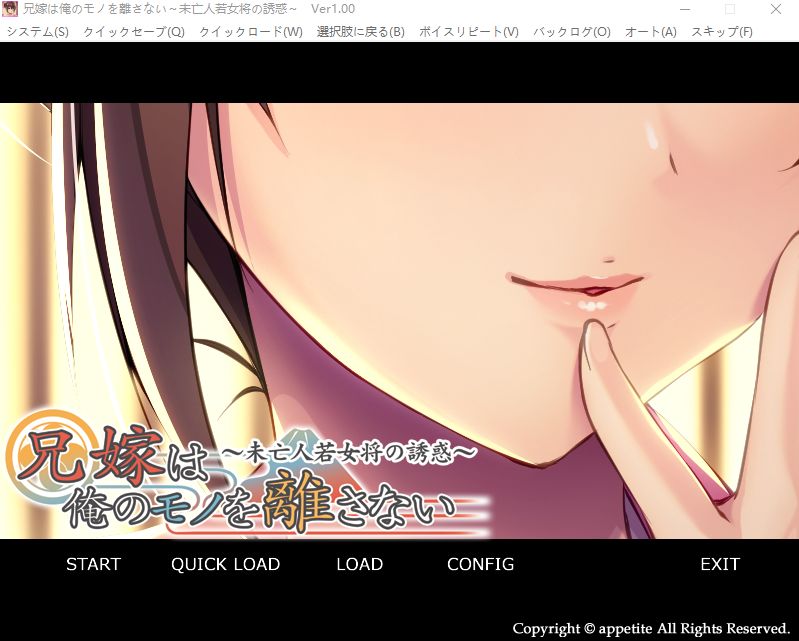 兄嫁は俺のモノを離さない～未亡人若女将の誘惑～　Ver1.00
システム(S) クイックセーブ(Q) クイックロード(W) 選択肢に戻る(B) ボイスリピート(V) バックログ(O) オート(A) スキップ(F)
兄嫁は ～未亡人若女将の誘惑～
俺のモノを離さない
START QUICK LOAD LOAD CONFIG EXIT
Copyright © appetite All Rights Reserved.